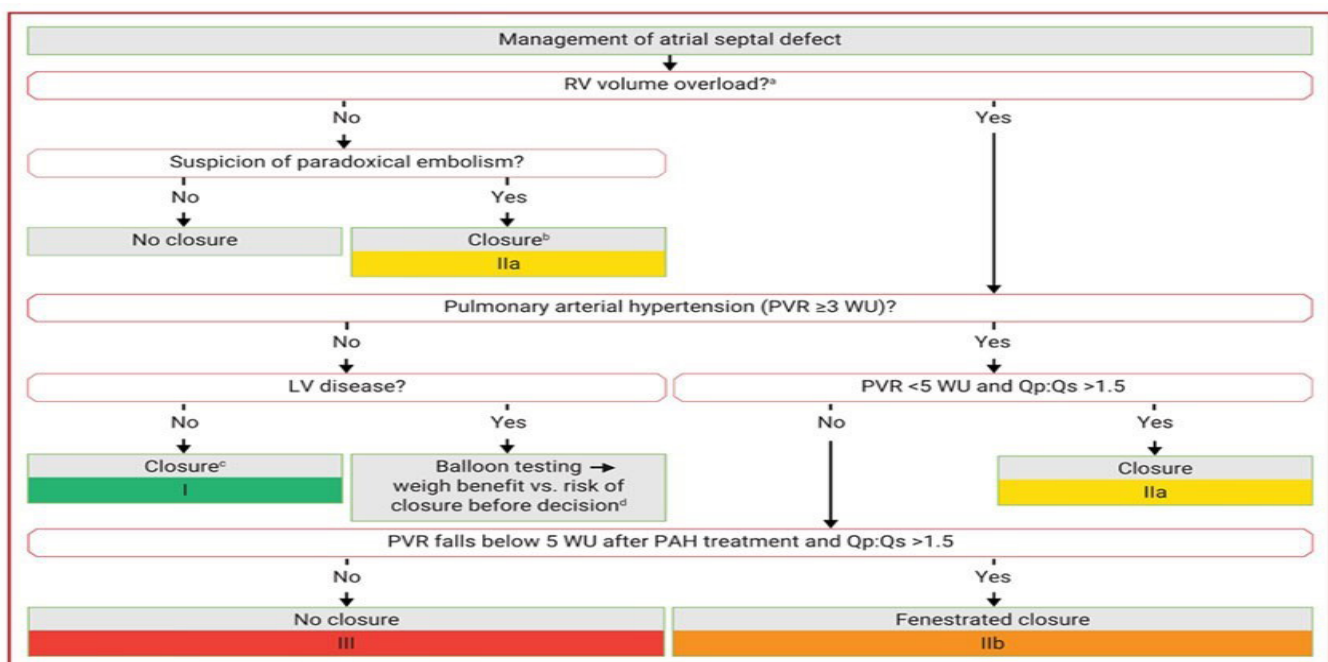 Management of atrial septal defect
RV volume overload?ᵃ
No
Yes
Suspicion of paradoxical embolism?
No
Yes
No closure
Closureᵇ
IIa
Pulmonary arterial hypertension (PVR ≥3 WU)?
No
Yes
LV disease?
PVR <5 WU and Qp:Qs >1.5
No
Yes
No
Yes
Closureᶜ
I
Balloon testing →
weigh benefit vs. risk of
closure before decisionᵈ
Closure
IIa
PVR falls below 5 WU after PAH treatment and Qp:Qs >1.5
No
Yes
No closure
III
Fenestrated closure
IIb